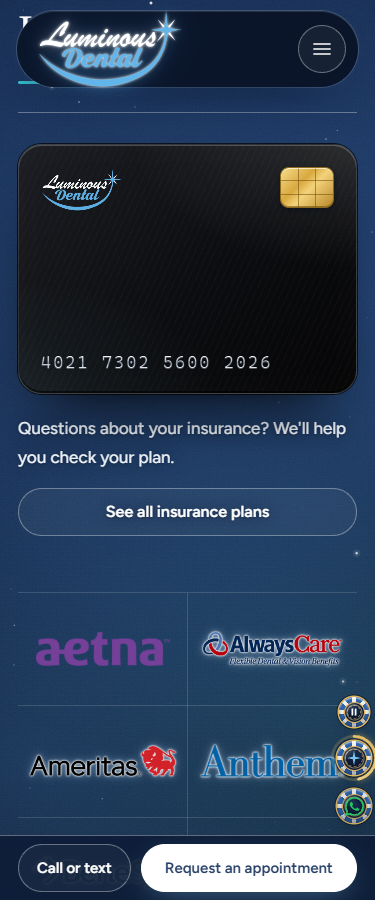 Luminous
Dental
Luminous
Dental
4021 7302 5600 2026
Questions about your insurance? We'll help
you check your plan.
See all insurance plans
aetna™
AlwaysCare
Flexible Dental & Vision Benefits
Ameritas
Anthem
Call or text
Request an appointment